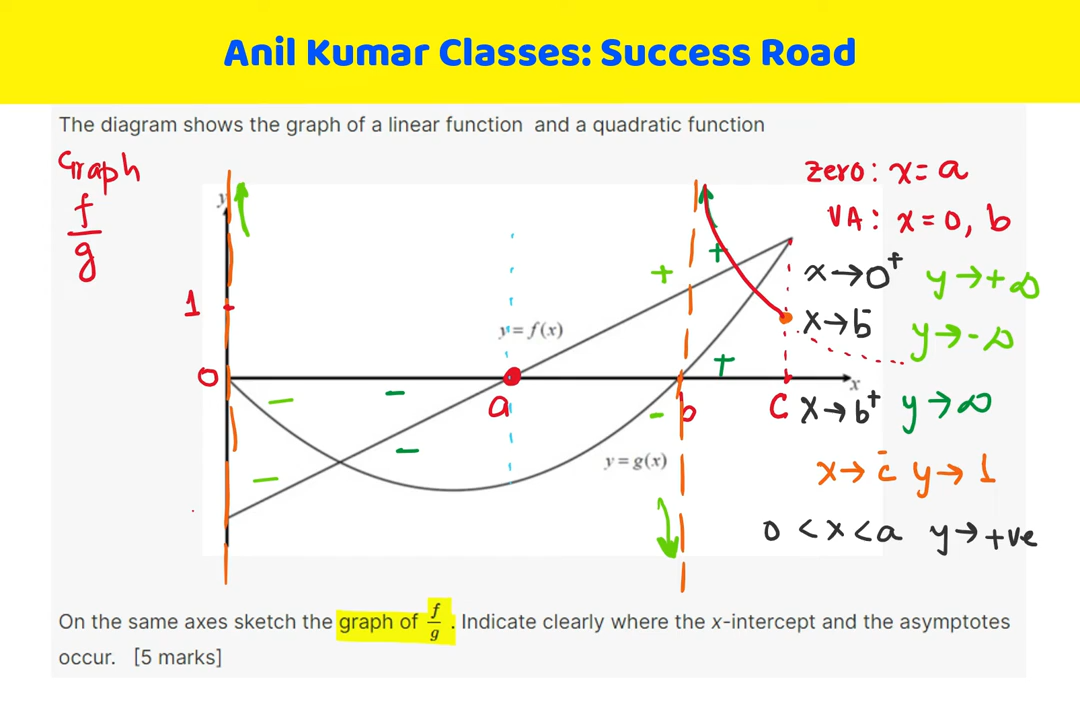 Anil Kumar Classes: Success Road
The diagram shows the graph of a linear function and a quadratic function
Graph
f
g
zero: x = a
VA: x = 0, b
y
x → 0⁺ y → +∞
1
x → b⁻ y → -∞
y = f(x)
+
+
+
0
x
a
b
c
x → b⁺ y → ∞
−
−
−
−
−
y = g(x)
x → c⁻ y → 1
0 < x < a y → +ve
On the same axes sketch the graph of f/g . Indicate clearly where the x-intercept and the asymptotes
occur. [5 marks]